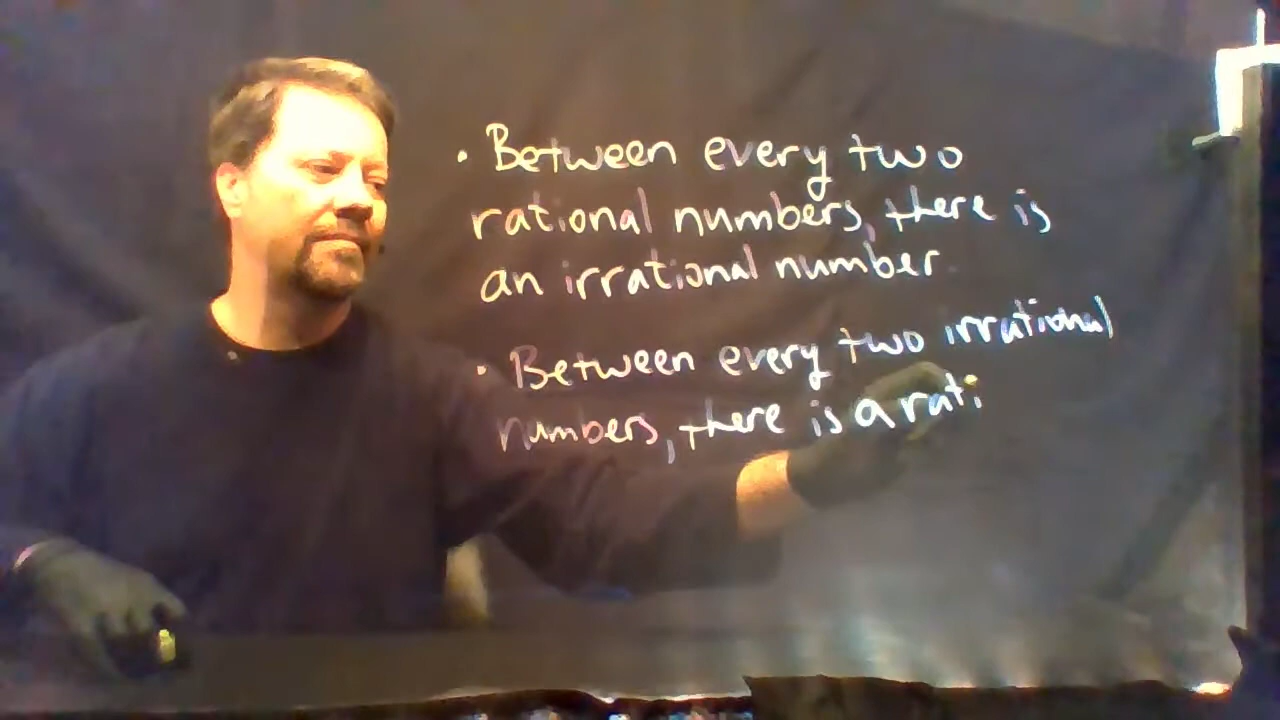 • Between every two
rational numbers, there is
an irrational number.
• Between every two irrational
numbers, there is a rati